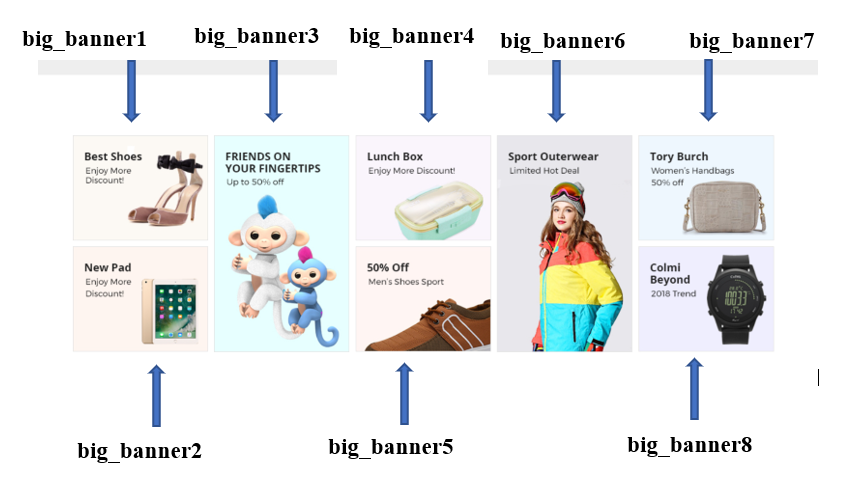 big_banner1
big_banner3
big_banner4
big_banner6
big_banner7
Best Shoes
Enjoy More
Discount!
New Pad
Enjoy More
Discount!
FRIENDS ON
YOUR FINGERTIPS
Up to 50% off
Lunch Box
Enjoy More Discount!
50% Off
Men's Shoes Sport
Sport Outerwear
Limited Hot Deal
Tory Burch
Women's Handbags
50% off
Colmi
Beyond
2018 Trend
big_banner2
big_banner5
big_banner8